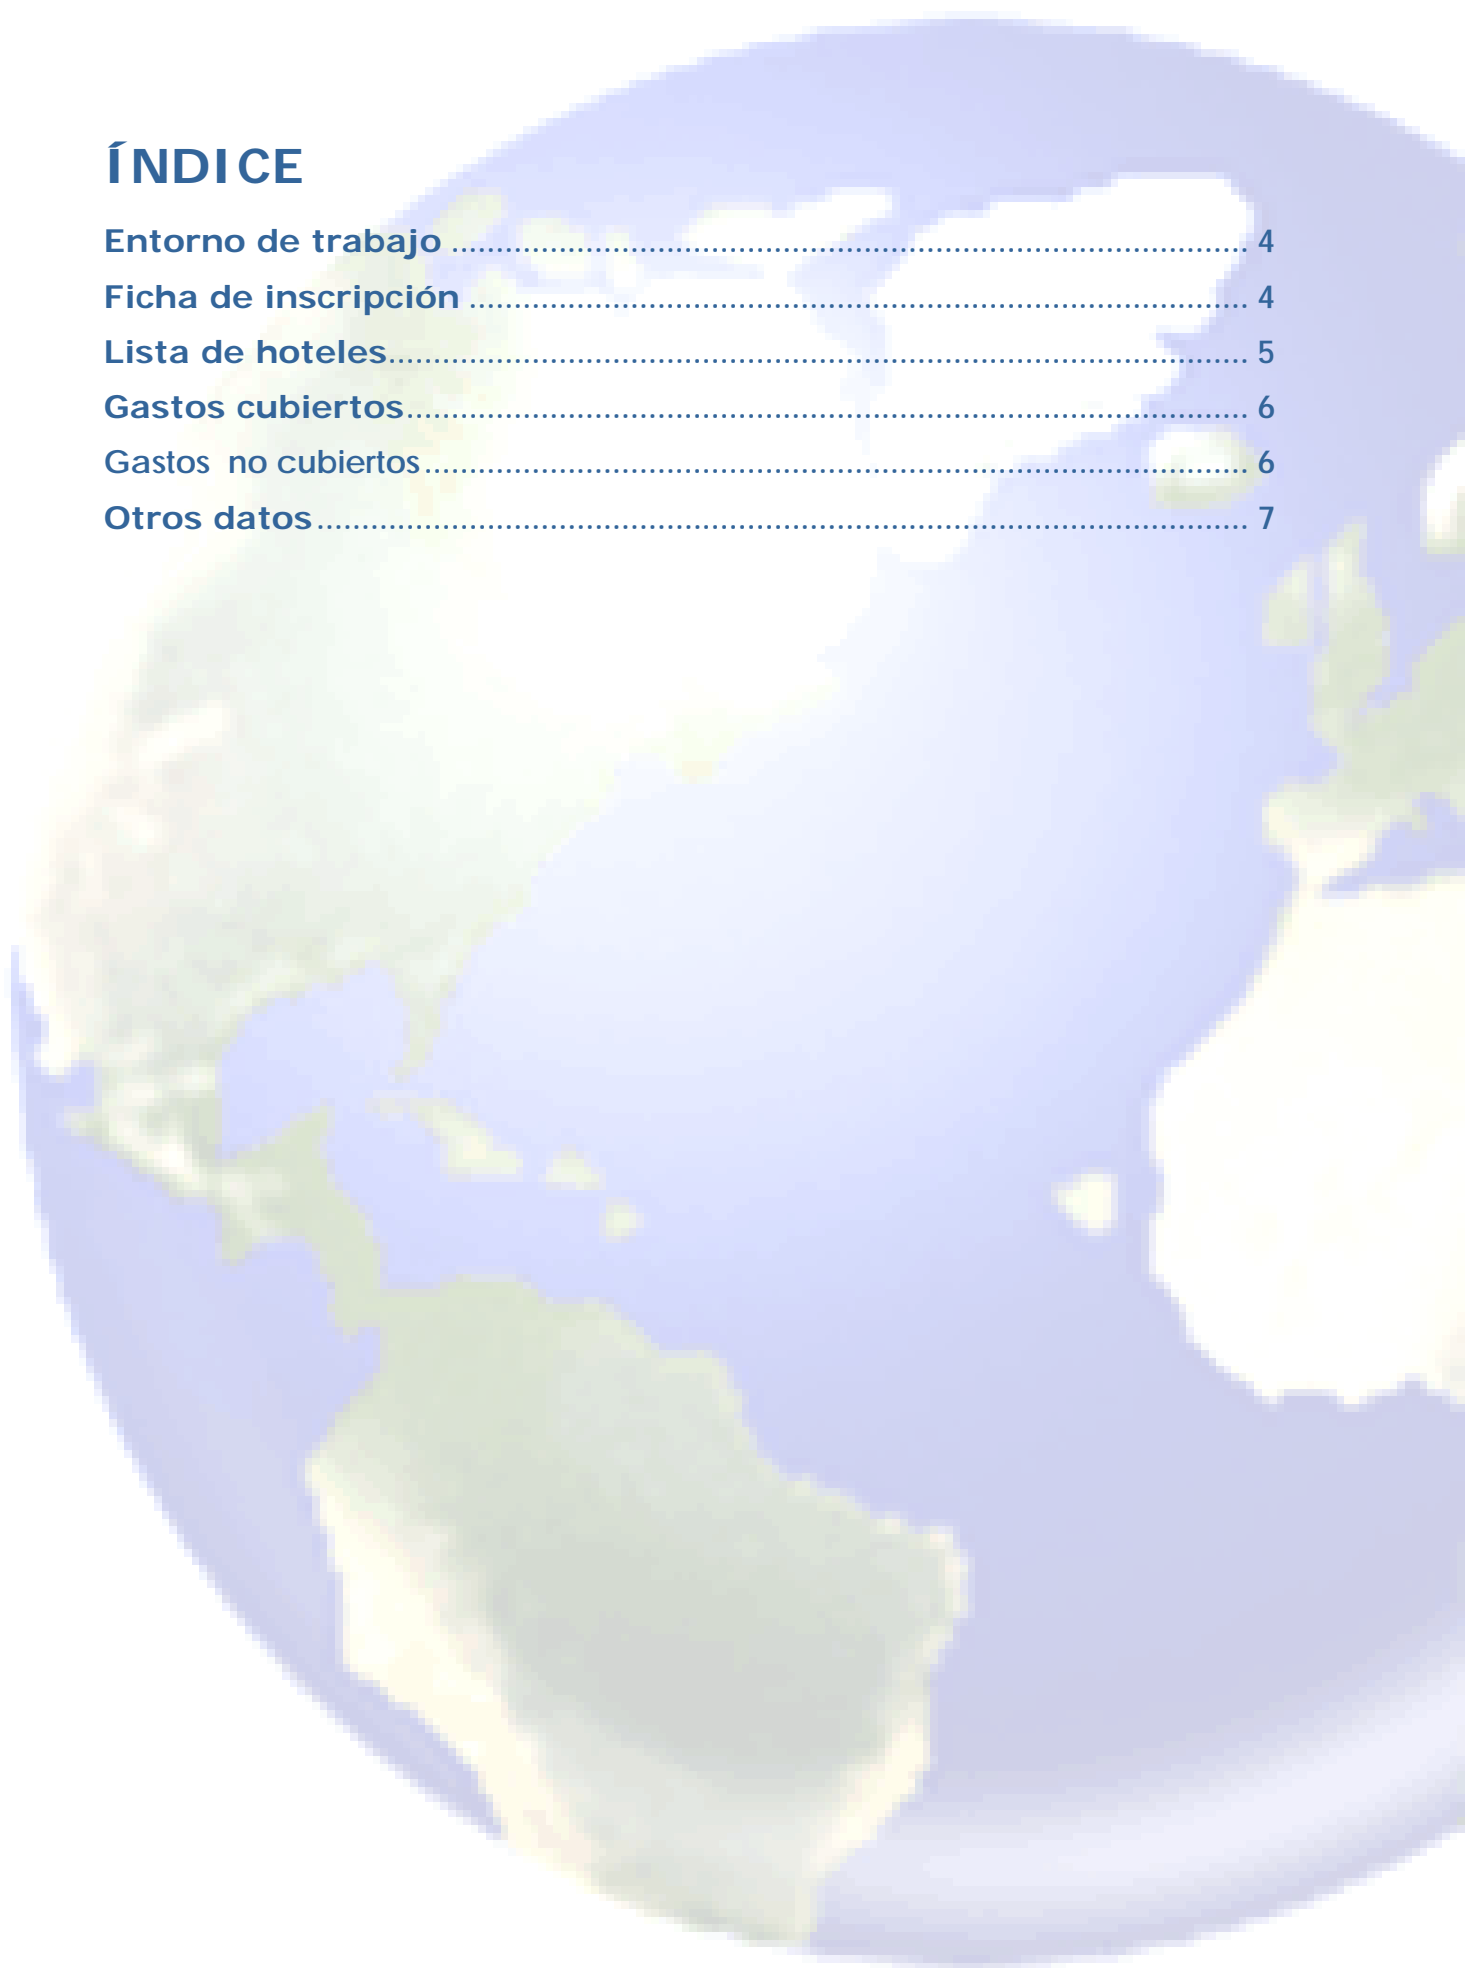 ÍNDICE
Entorno de trabajo ........................................................................................ 4
Ficha de inscripción ...................................................................................... 4
Lista de hoteles............................................................................................... 5
Gastos cubiertos............................................................................................. 6
Gastos no cubiertos........................................................................................... 6
Otros datos....................................................................................................... 7